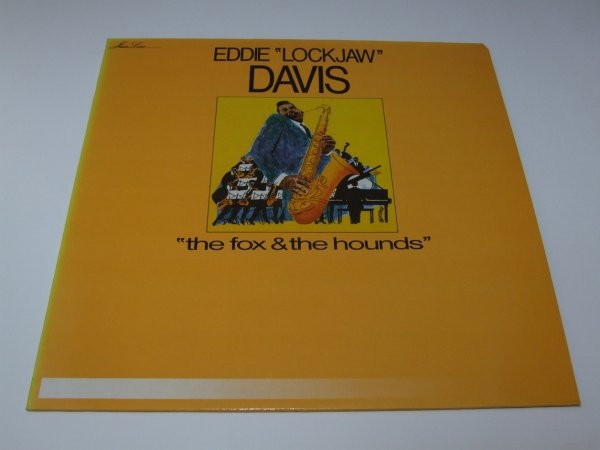 EDDIE "LOCKJAW"
DAVIS
"the fox & the hounds"